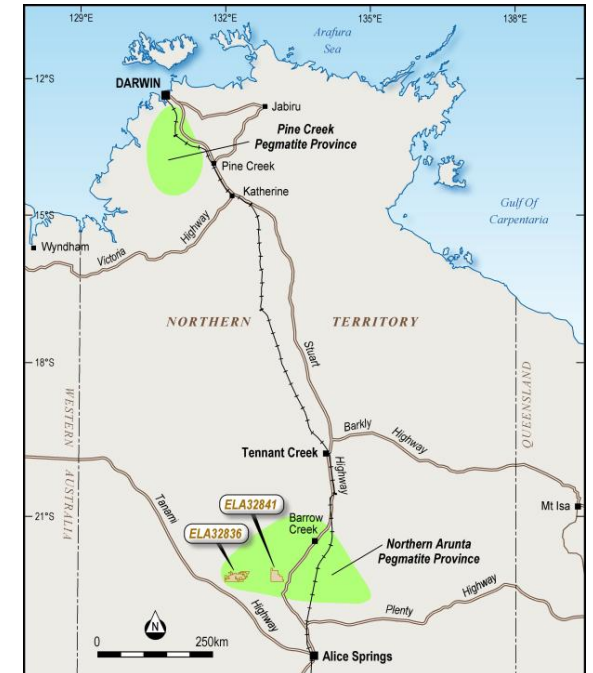 129°E
132°E
135°E
138°E
Arafura
Sea
12°S
DARWIN
Jabiru
Pine Creek
Pegmatite Province
Pine Creek
Katherine
Gulf Of
Carpentaria
15°S
Wyndham
Victoria
Highway
NORTHERN
TERRITORY
Stuart
18°S
WESTERN
AUSTRALIA
QUEENSLAND
Barkly
Highway
Tennant Creek
Highway
Mt Isa
Tanami
ELA32841
21°S
ELA32836
Barrow
Creek
Northern Arunta
Pegmatite Province
Highway
Plenty
Highway
N
0
250km
Alice Springs